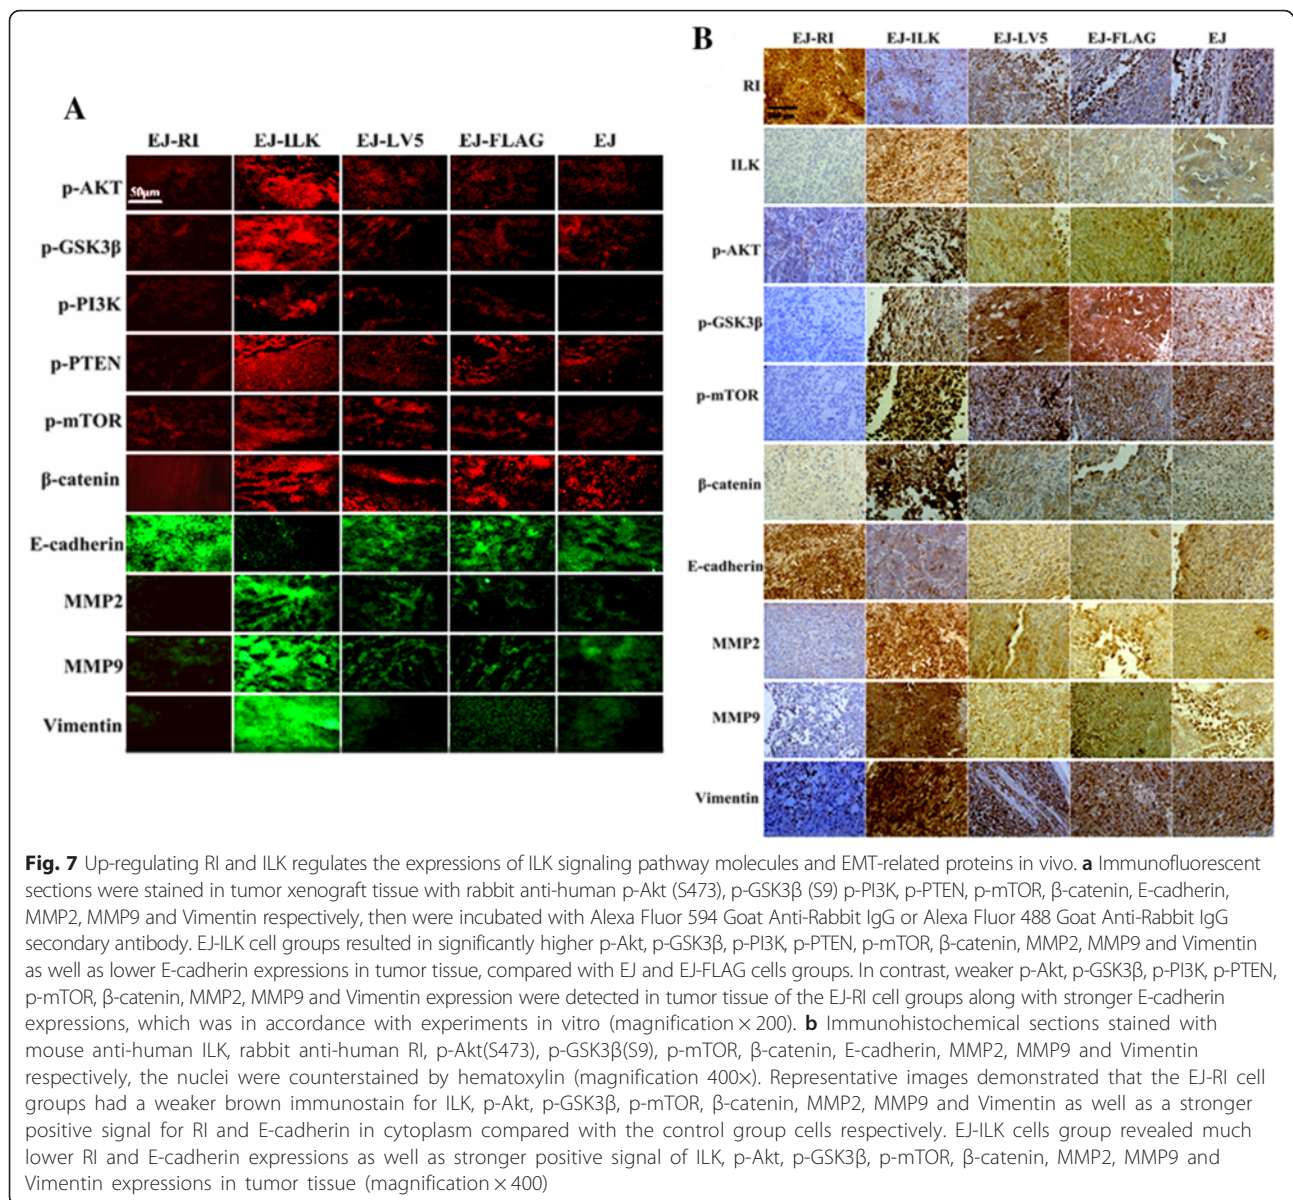 A
EJ-RI EJ-ILK EJ-LV5 EJ-FLAG EJ
p-AKT
50μm
p-GSK3β
p-PI3K
p-PTEN
p-mTOR
β-catenin
E-cadherin
MMP2
MMP9
Vimentin
B
EJ-RI EJ-ILK EJ-LV5 EJ-FLAG EJ
RI
ILK
p-AKT
p-GSK3β
p-mTOR
β-catenin
E-cadherin
MMP2
MMP9
Vimentin
Fig. 7 Up-regulating RI and ILK regulates the expressions of ILK signaling pathway molecules and EMT-related proteins in vivo. a Immunofluorescent
sections were stained in tumor xenograft tissue with rabbit anti-human p-Akt (S473), p-GSK3β (S9) p-PI3K, p-PTEN, p-mTOR, β-catenin, E-cadherin,
MMP2, MMP9 and Vimentin respectively, then were incubated with Alexa Fluor 594 Goat Anti-Rabbit IgG or Alexa Fluor 488 Goat Anti-Rabbit IgG
secondary antibody. EJ-ILK cell groups resulted in significantly higher p-Akt, p-GSK3β, p-PI3K, p-PTEN, p-mTOR, β-catenin, MMP2, MMP9 and Vimentin
as well as lower E-cadherin expressions in tumor tissue, compared with EJ and EJ-FLAG cells groups. In contrast, weaker p-Akt, p-GSK3β, p-PI3K, p-PTEN,
p-mTOR, β-catenin, MMP2, MMP9 and Vimentin expression were detected in tumor tissue of the EJ-RI cell groups along with stronger E-cadherin
expressions, which was in accordance with experiments in vitro (magnification × 200). b Immunohistochemical sections stained with
mouse anti-human ILK, rabbit anti-human RI, p-Akt(S473), p-GSK3β(S9), p-mTOR, β-catenin, E-cadherin, MMP2, MMP9 and Vimentin
respectively, the nuclei were counterstained by hematoxylin (magnification 400×). Representative images demonstrated that the EJ-RI cell
groups had a weaker brown immunostain for ILK, p-Akt, p-GSK3β, p-mTOR, β-catenin, MMP2, MMP9 and Vimentin as well as a stronger
positive signal for RI and E-cadherin in cytoplasm compared with the control group cells respectively. EJ-ILK cells group revealed much
lower RI and E-cadherin expressions as well as stronger positive signal of ILK, p-Akt, p-GSK3β, p-mTOR, β-catenin, MMP2, MMP9 and
Vimentin expressions in tumor tissue (magnification × 400)